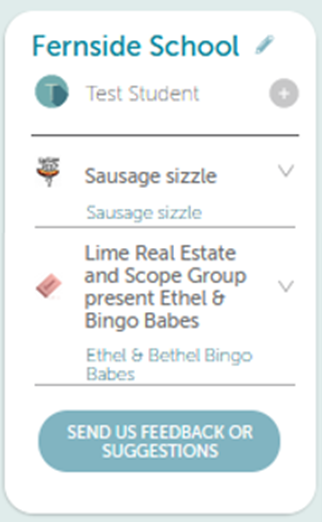 Fernside School
T
Test Student
Sausage sizzle
Sausage sizzle
Lime Real Estate
and Scope Group
present Ethel &
Bingo Babes
Ethel & Bethel Bingo
Babes
SEND US FEEDBACK OR
SUGGESTIONS